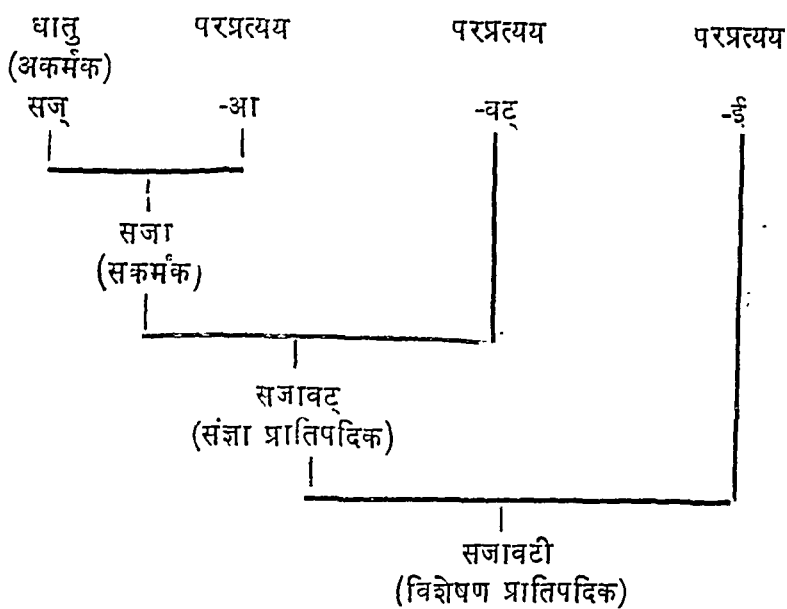 धातु परप्रत्यय परप्रत्यय परप्रत्यय
(अकर्मक)
सज् -आ -वट् -ई
सजा
(सकर्मक)
सजावट्
(संज्ञा प्रातिपदिक)
सजावटी
(विशेषण प्रातिपदिक)